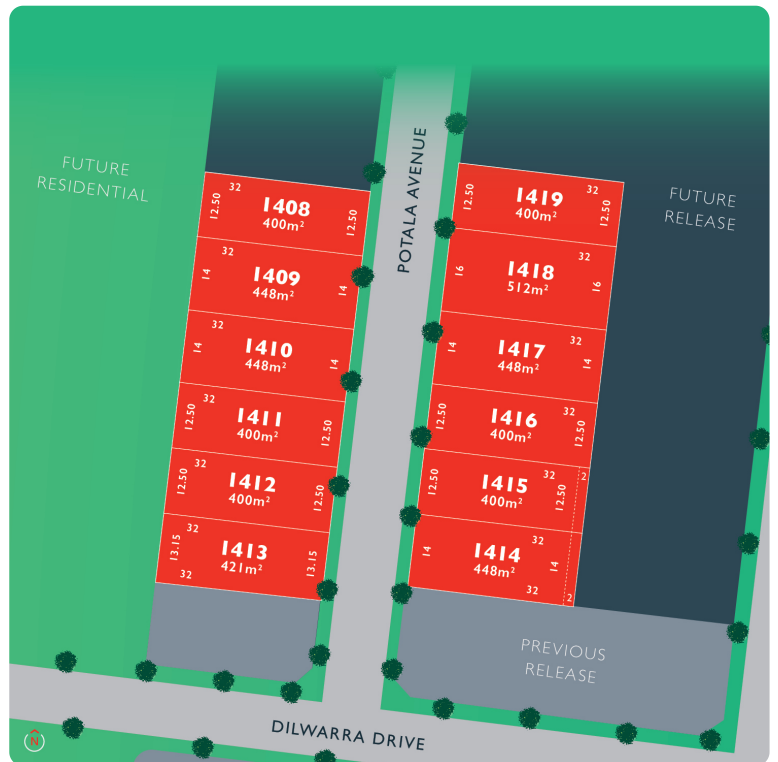 FUTURE
RESIDENTIAL
POTALA AVENUE
FUTURE
RELEASE
32
12.50
1408
400m²
12.50
32
14
1409
448m²
14
32
14
1410
448m²
14
32
12.50
1411
400m²
12.50
32
12.50
1412
400m²
12.50
32
13.15
1413
421m²
13.15
32
32
12.50
1419
400m²
12.50
32
16
1418
512m²
16
32
14
1417
448m²
14
32
12.50
1416
400m²
12.50
32
2
12.50
1415
400m²
12.50
32
14
1414
448m²
14
32
2
PREVIOUS
RELEASE
DILWARRA DRIVE
N